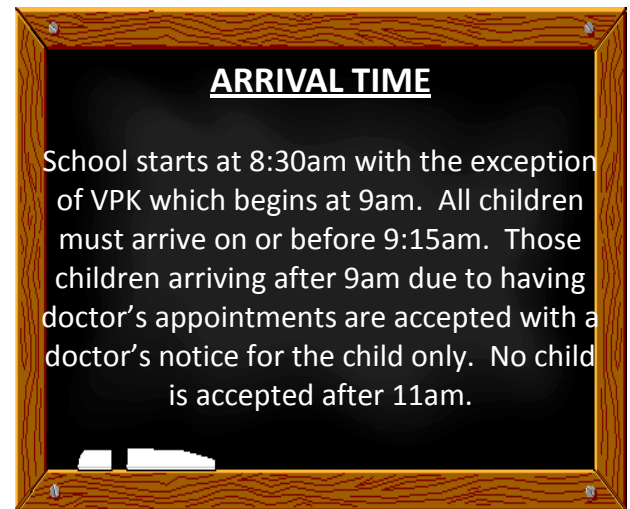 ARRIVAL TIME
School starts at 8:30am with the exception
of VPK which begins at 9am.  All children
must arrive on or before 9:15am.  Those
children arriving after 9am due to having
doctor’s appointments are accepted with a
doctor’s notice for the child only.  No child
is accepted after 11am.